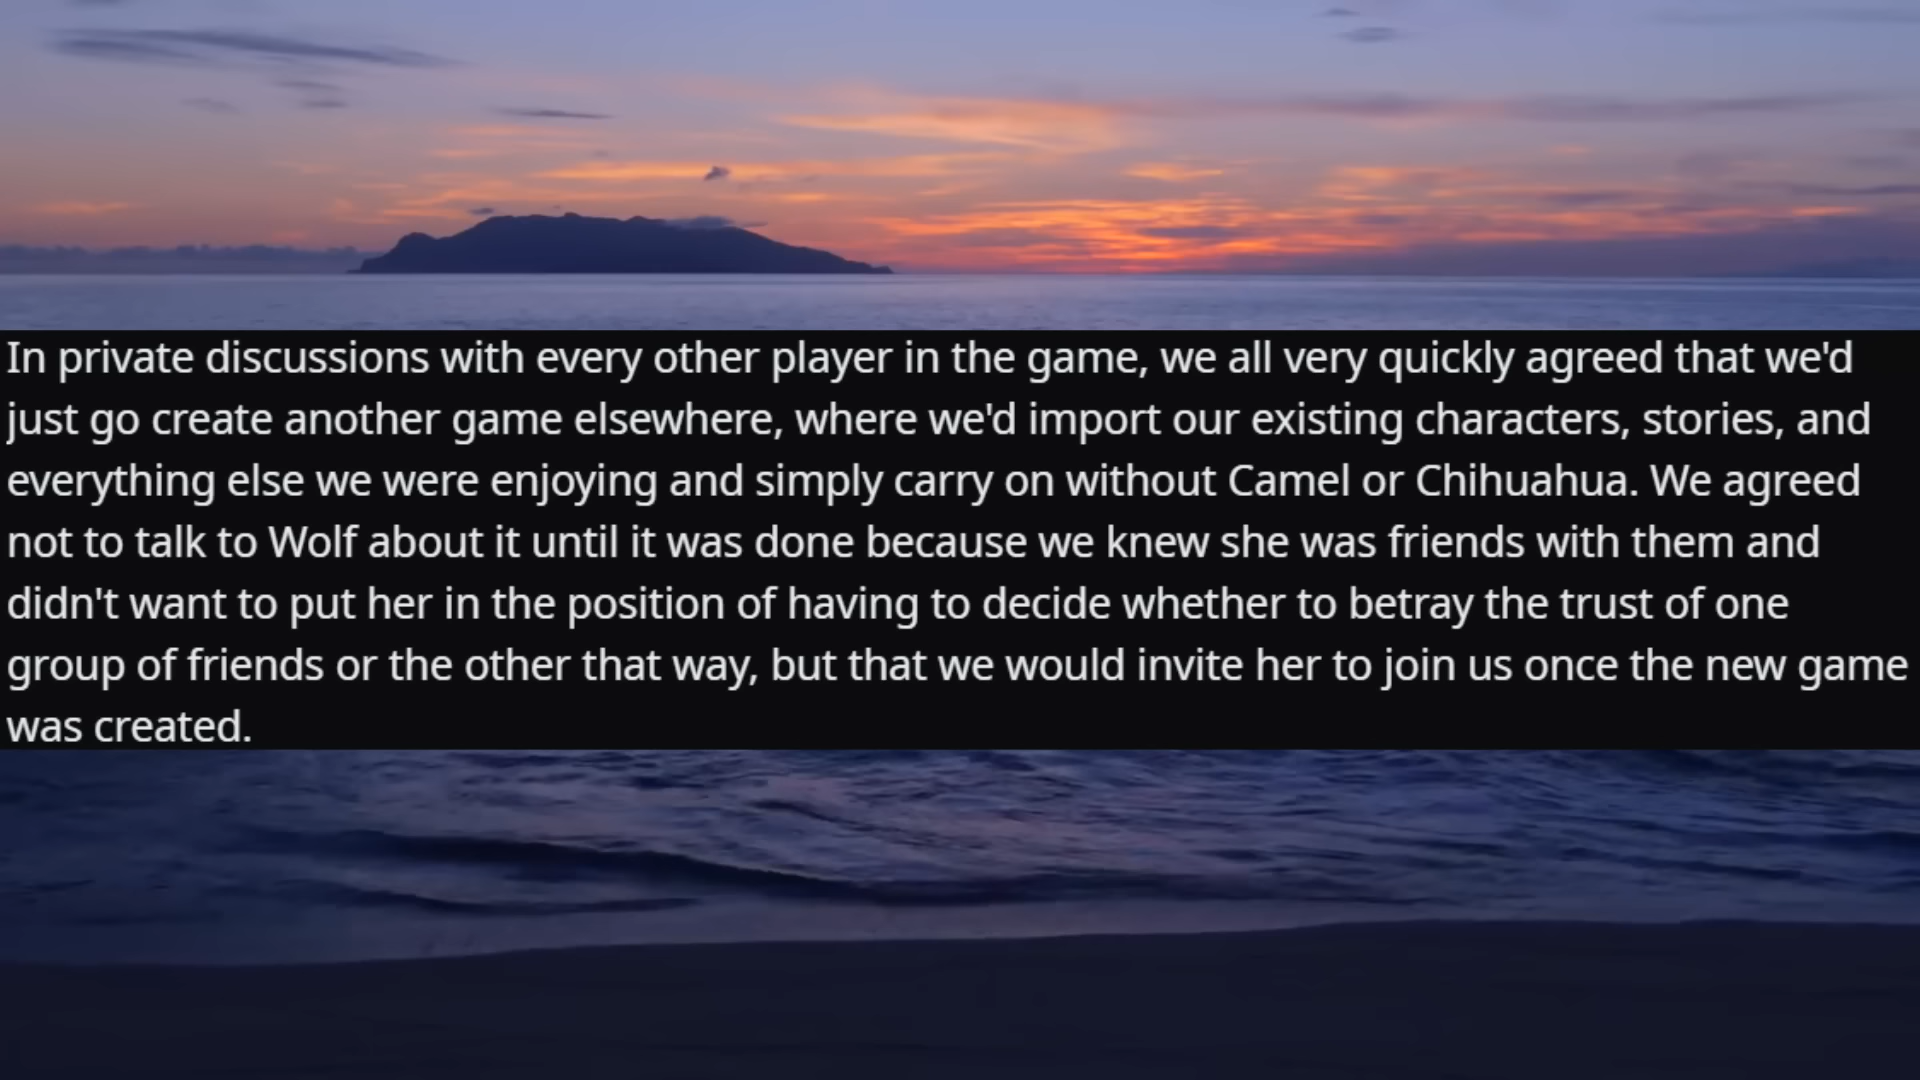 In private discussions with every other player in the game, we all very quickly agreed that we'd
just go create another game elsewhere, where we'd import our existing characters, stories, and
everything else we were enjoying and simply carry on without Camel or Chihuahua. We agreed
not to talk to Wolf about it until it was done because we knew she was friends with them and
didn't want to put her in the position of having to decide whether to betray the trust of one
group of friends or the other that way, but that we would invite her to join us once the new game
was created.